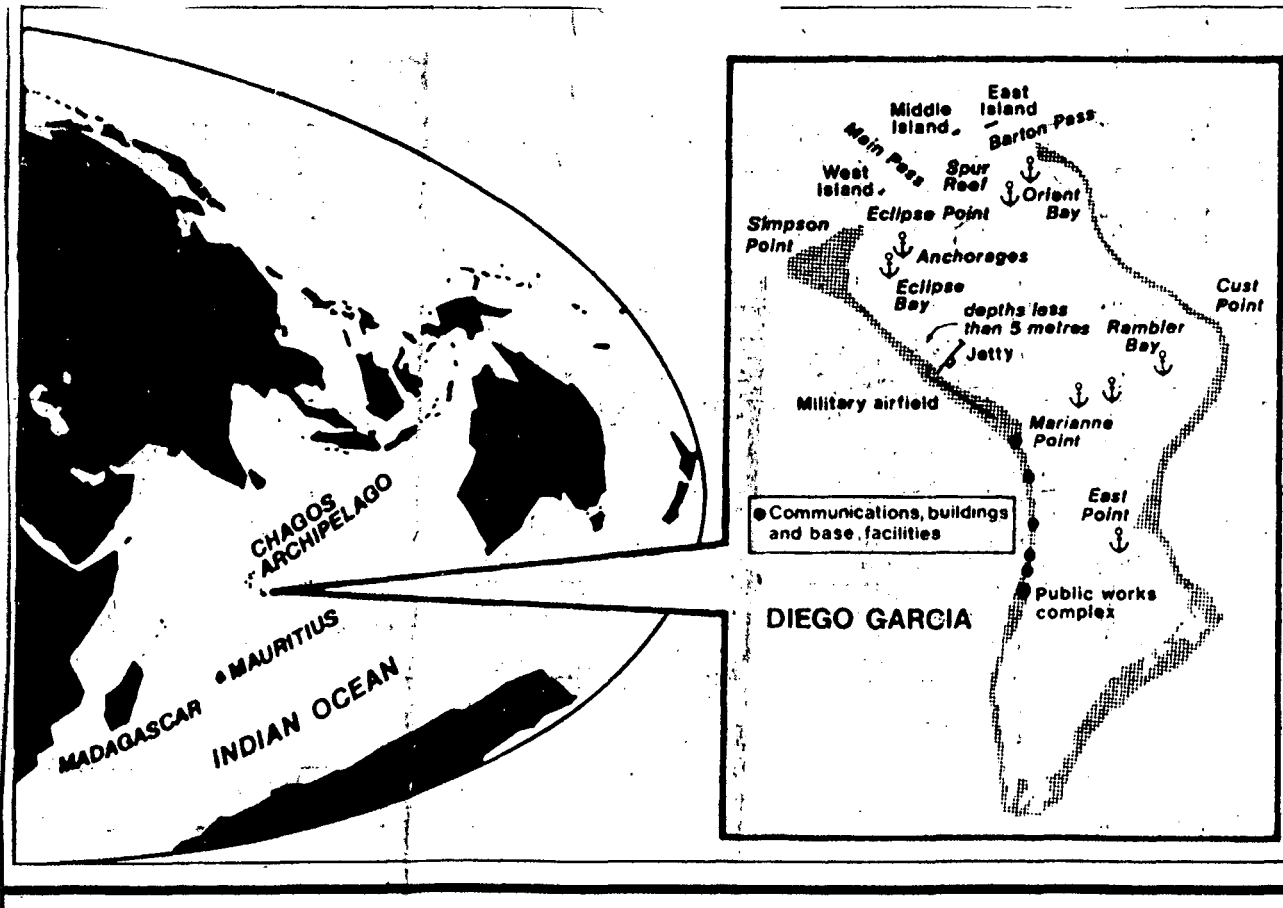 CHAGOS
ARCHIPELAGO
MAURITIUS
MADAGASCAR
INDIAN OCEAN
East
Island
Middle
Island
Barton Pass
Main Pass
Spur
Reef
West
Island
Orient
Bay
Eclipse Point
Simpson
Point
Anchorages
Eclipse
Bay
Cust
Point
depths less
than 5 metres
Rambler
Bay
Jetty
Military airfield
Marianne
Point
East
Point
Communications, buildings
and base facilities
Public works
complex
DIEGO GARCIA